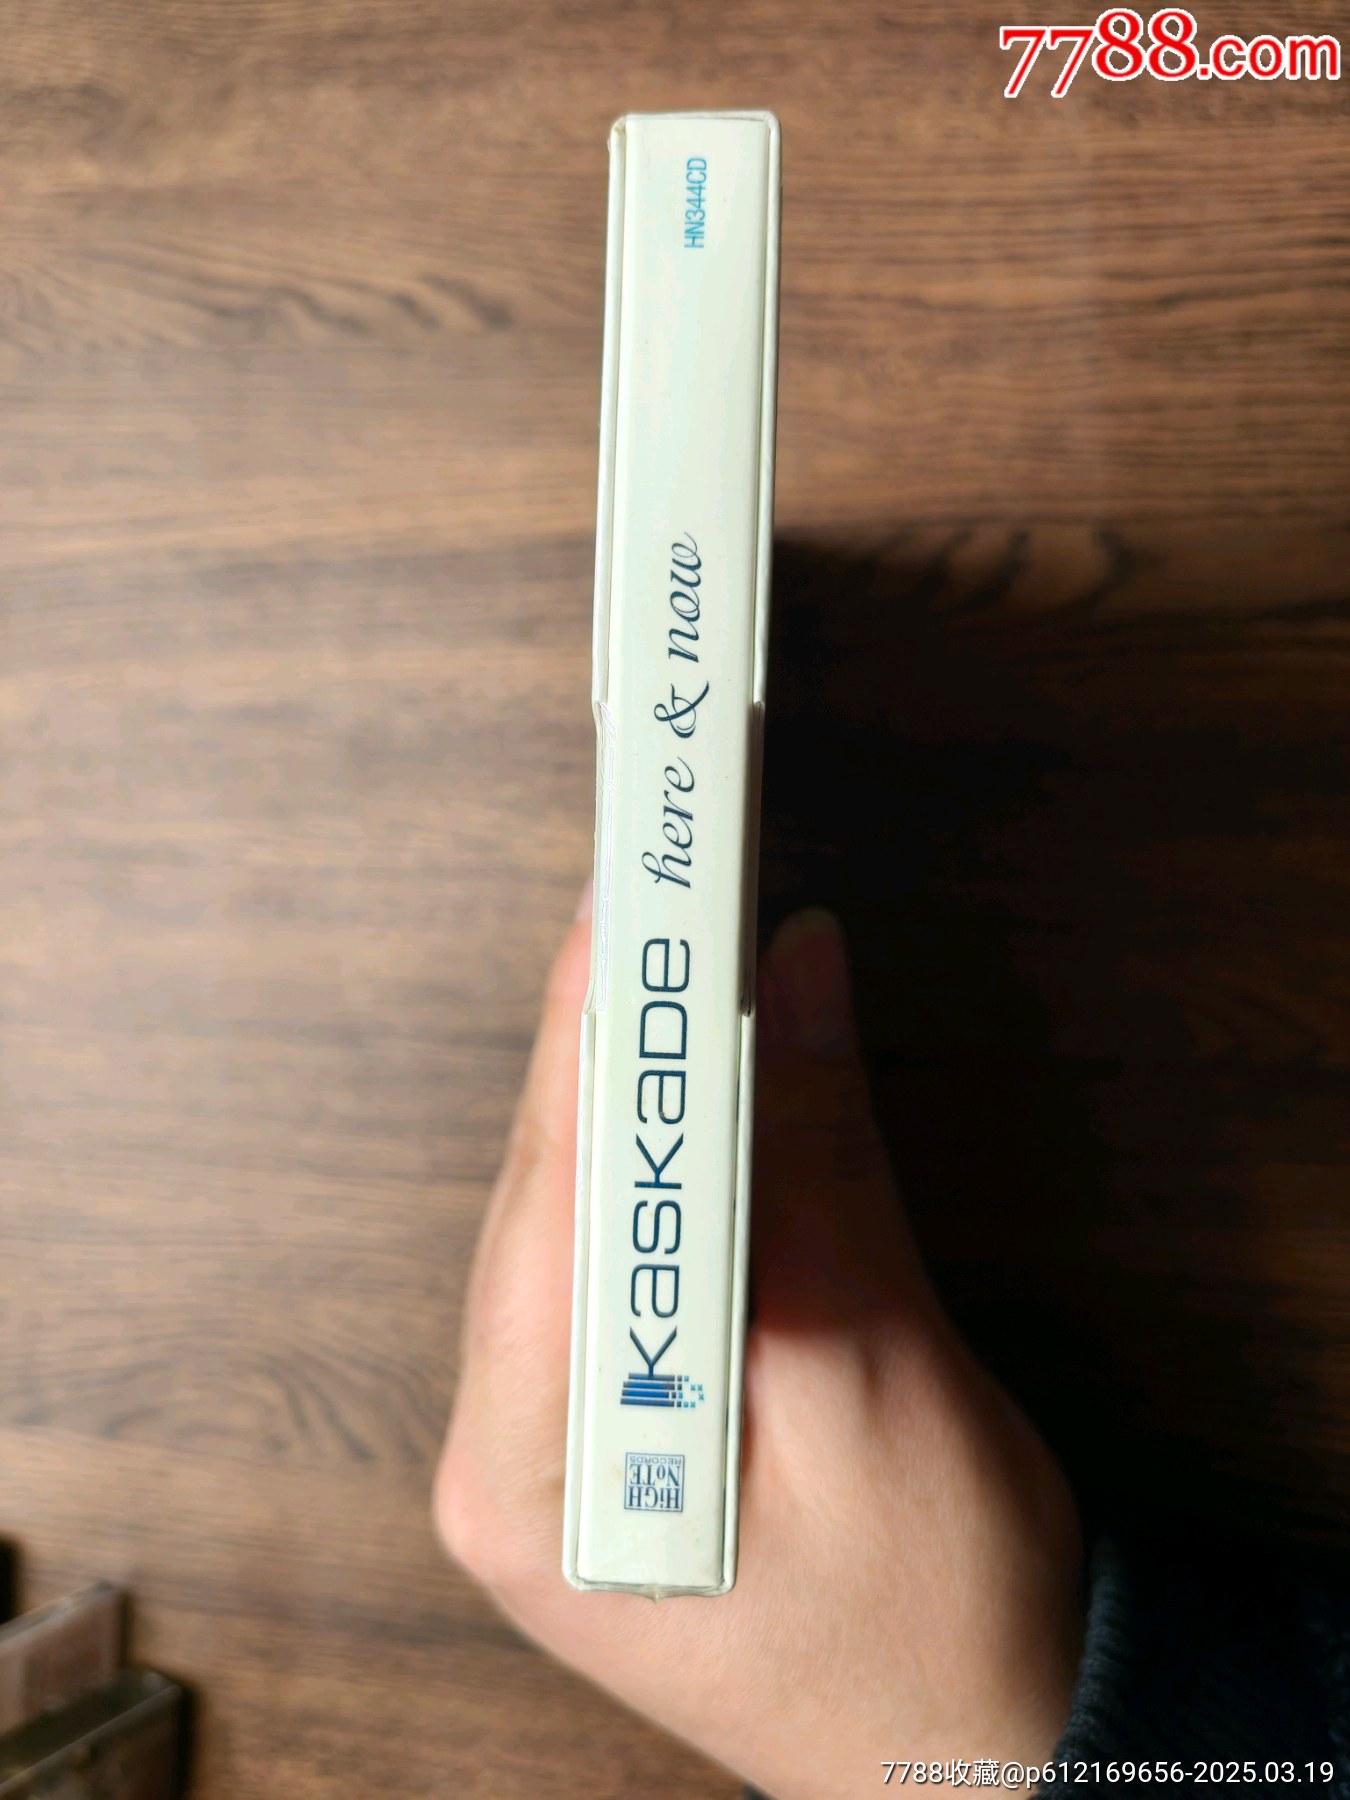 7788.com
HN344CD
KASKADE here & now
HiGH
NoTE
RECORDS
7788收藏@p612169656-2025.03.19